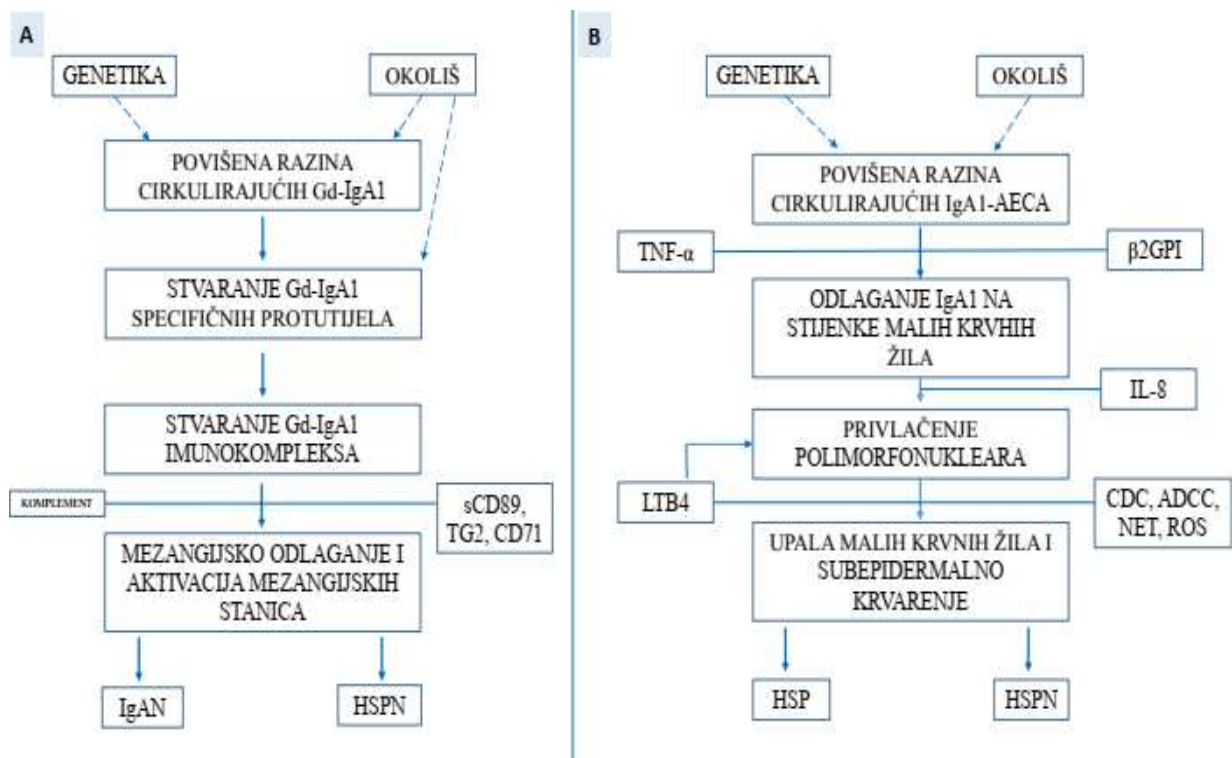 A
GENETIKA
OKOLIŠ
POVIŠENA RAZINA
CIRKULIRAJUĆIH Gd-IgA1
STVARANJE Gd-IgA1
SPECIFIČNIH PROTUTIJELA
STVARANJE Gd-IgA1
IMUNOKOMPLEKSA
KOMPLEMENT
sCD89,
TG2, CD71
MEZANGIJSKO ODLAGANJE I
AKTIVACIJA MEZANGIJSKIH
STANICA
IgAN
HSPN
B
GENETIKA
OKOLIŠ
POVIŠENA RAZINA
CIRKULIRAJUĆIH IgA1-AECA
TNF-α
β2GPI
ODLAGANJE IgA1 NA
STIJENKE MALIH KRVHIH
ŽILA
IL-8
PRIVLAČENJE
POLIMORFONUKLEARA
LTB4
CDC, ADCC,
NET, ROS
UPALA MALIH KRVNIH ŽILA I
SUBEPIDERMALNO
KRVARENJE
HSP
HSPN